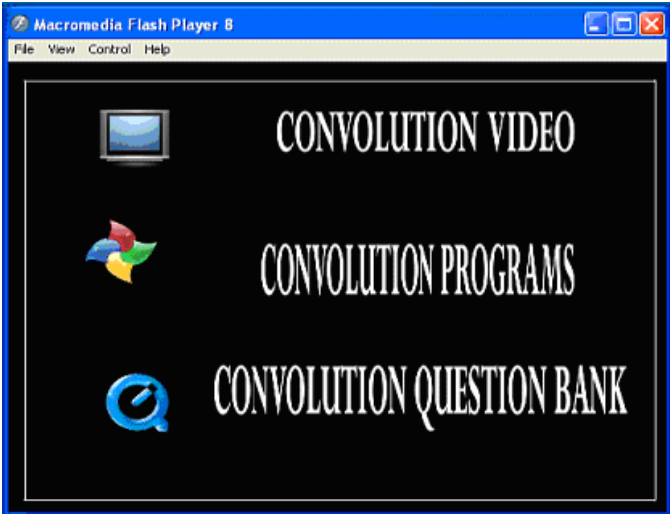 Macromedia Flash Player 8
File View Control Help
CONVOLUTION VIDEO
CONVOLUTION PROGRAMS
CONVOLUTION QUESTION BANK